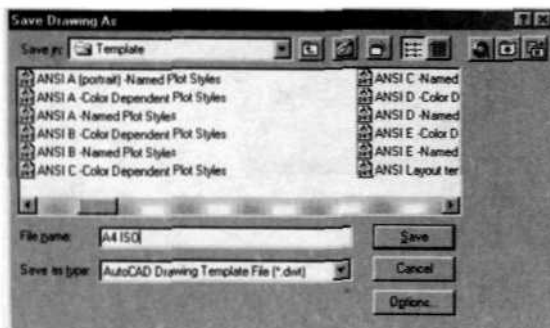 Save Drawing As
Save in: Template
ANSI A (portrait) -Named Plot Styles
ANSI A -Color Dependent Plot Styles
ANSI A -Named Plot Styles
ANSI B -Color Dependent Plot Styles
ANSI B -Named Plot Styles
ANSI C -Color Dependent Plot Styles
ANSI C -Named
ANSI D -Color D
ANSI D -Named
ANSI E -Color D
ANSI E -Named
ANSI Layout ter
File name: A4 ISO
Save
Save as type: AutoCAD Drawing Template File (*.dwt)
Cancel
Options...